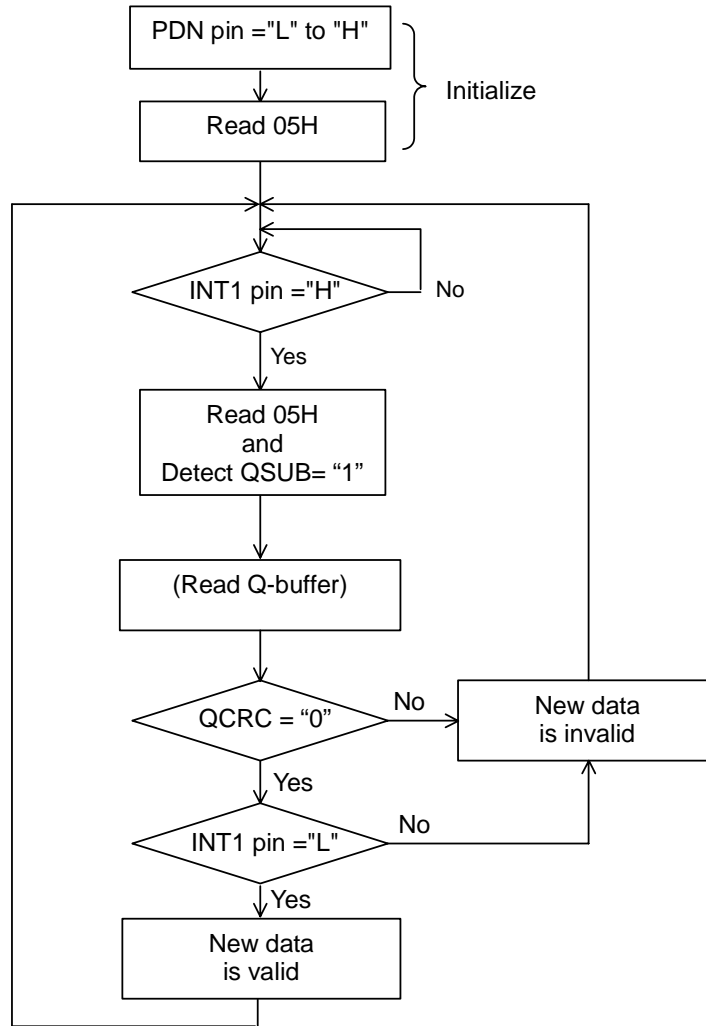 PDN pin ="L" to "H"
Initialize
Read 05H
INT1 pin ="H"
No
Yes
Read 05H
and
Detect QSUB= “1”
(Read Q-buffer)
QCRC = “0”
No
New data
is invalid
Yes
INT1 pin ="L"
No
Yes
New data
is valid